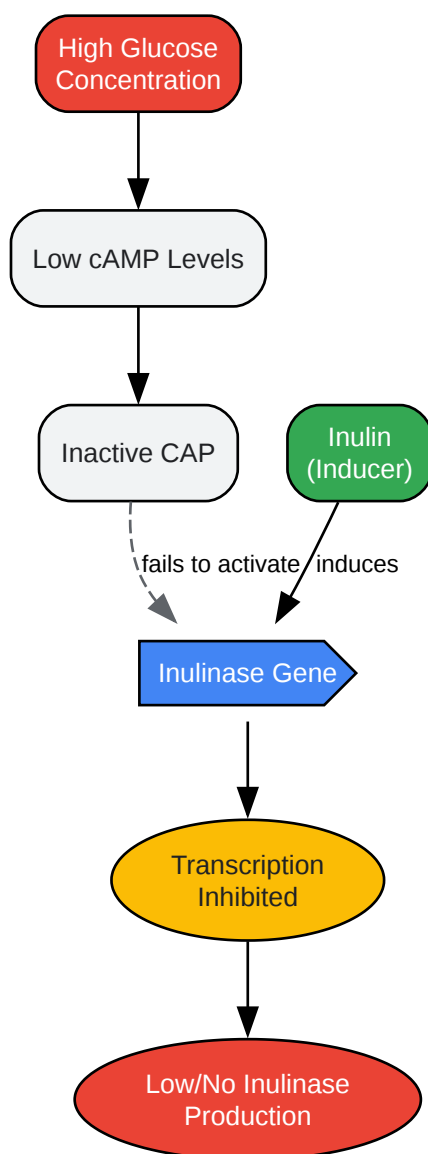 High Glucose
Concentration
Low cAMP Levels
Inactive CAP
Inulin
(Inducer)
fails to activate
induces
Inulinase Gene
Transcription
Inhibited
Low/No Inulinase
Production